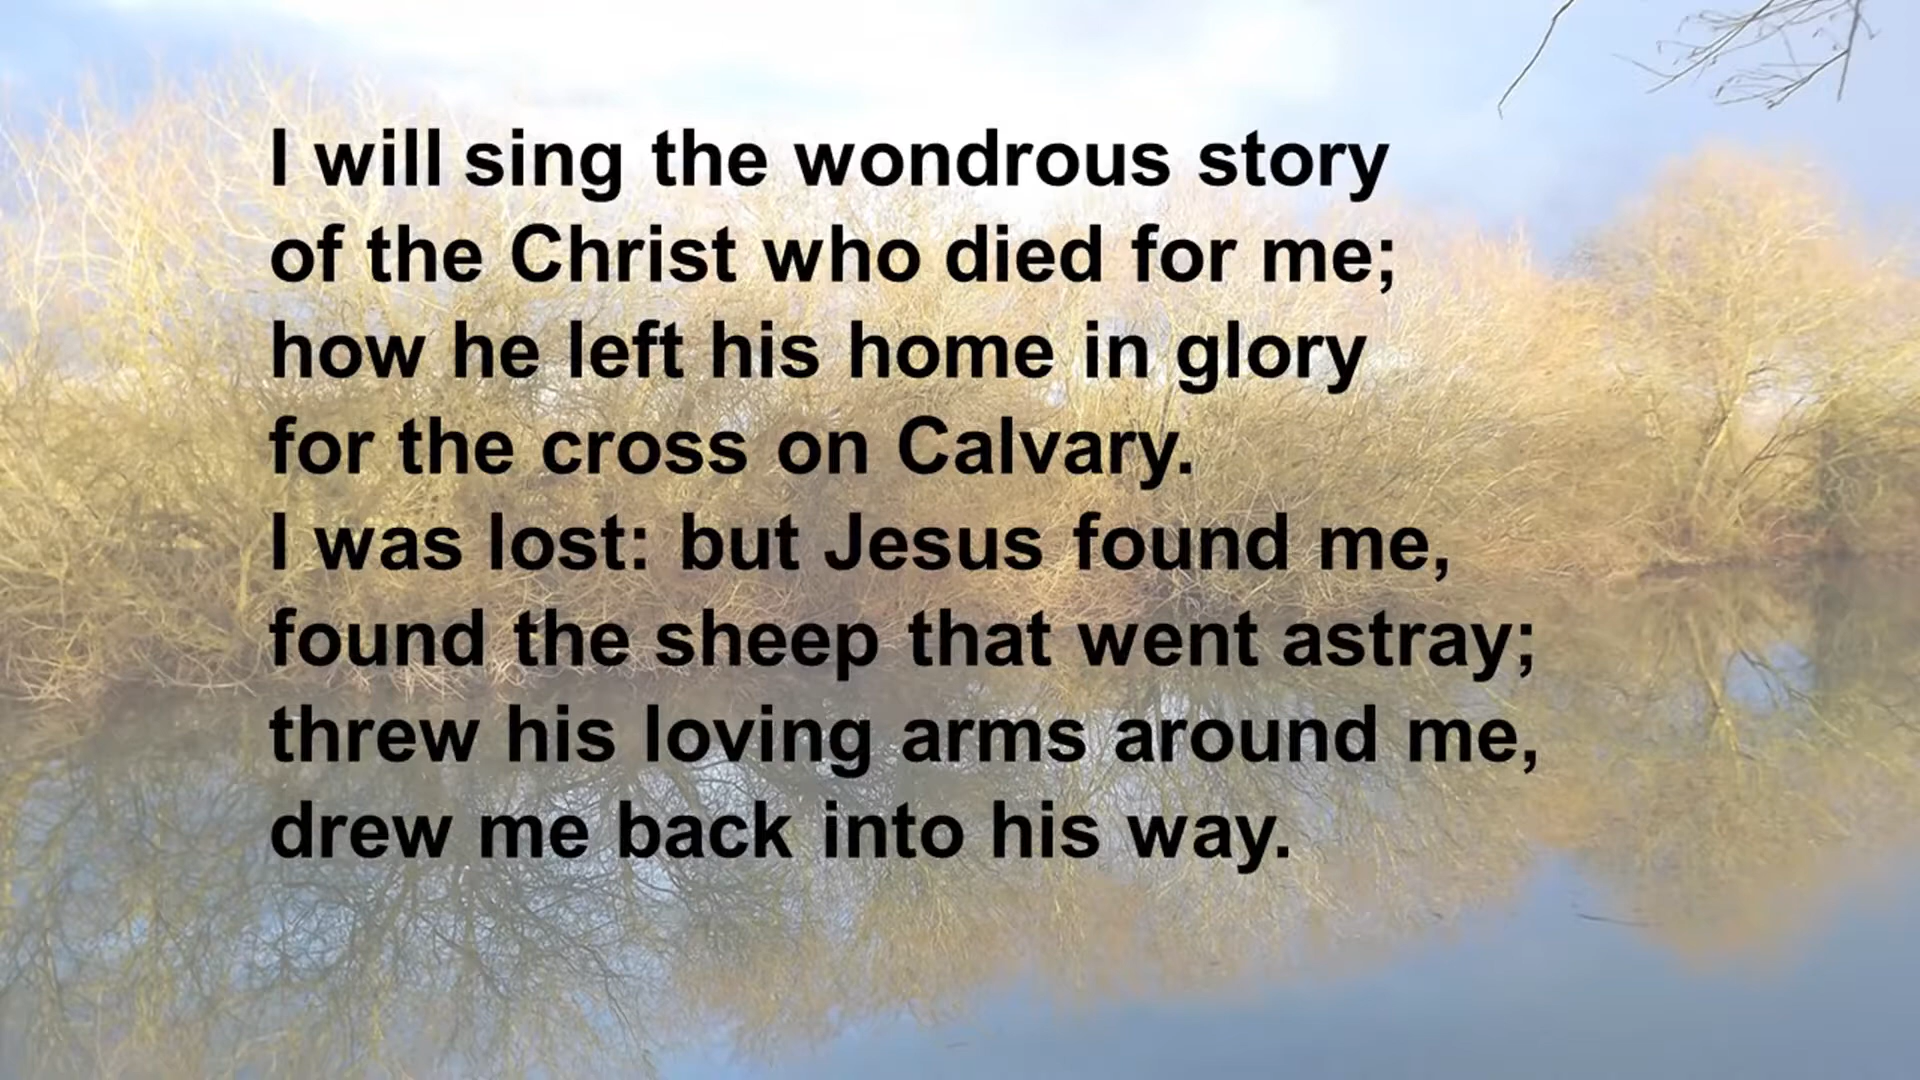 I will sing the wondrous story
of the Christ who died for me;
how he left his home in glory
for the cross on Calvary.
I was lost: but Jesus found me,
found the sheep that went astray;
threw his loving arms around me,
drew me back into his way.